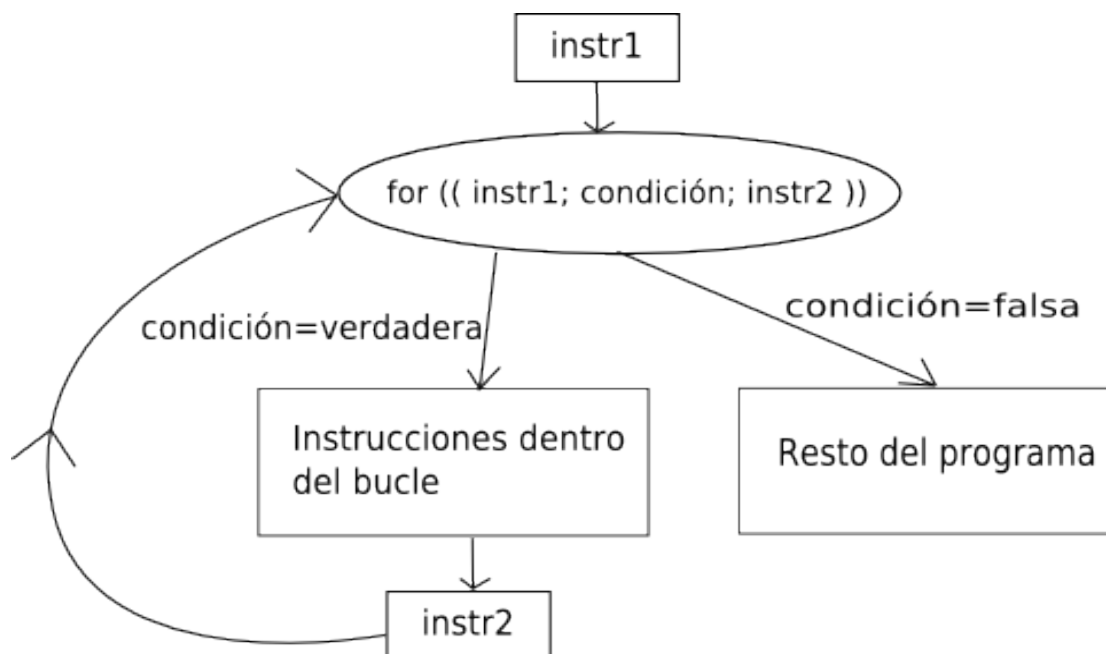 instr1
for (( instr1; condición; instr2 ))
condición=verdadera
condición=falsa
Instrucciones dentro
del bucle
Resto del programa
instr2